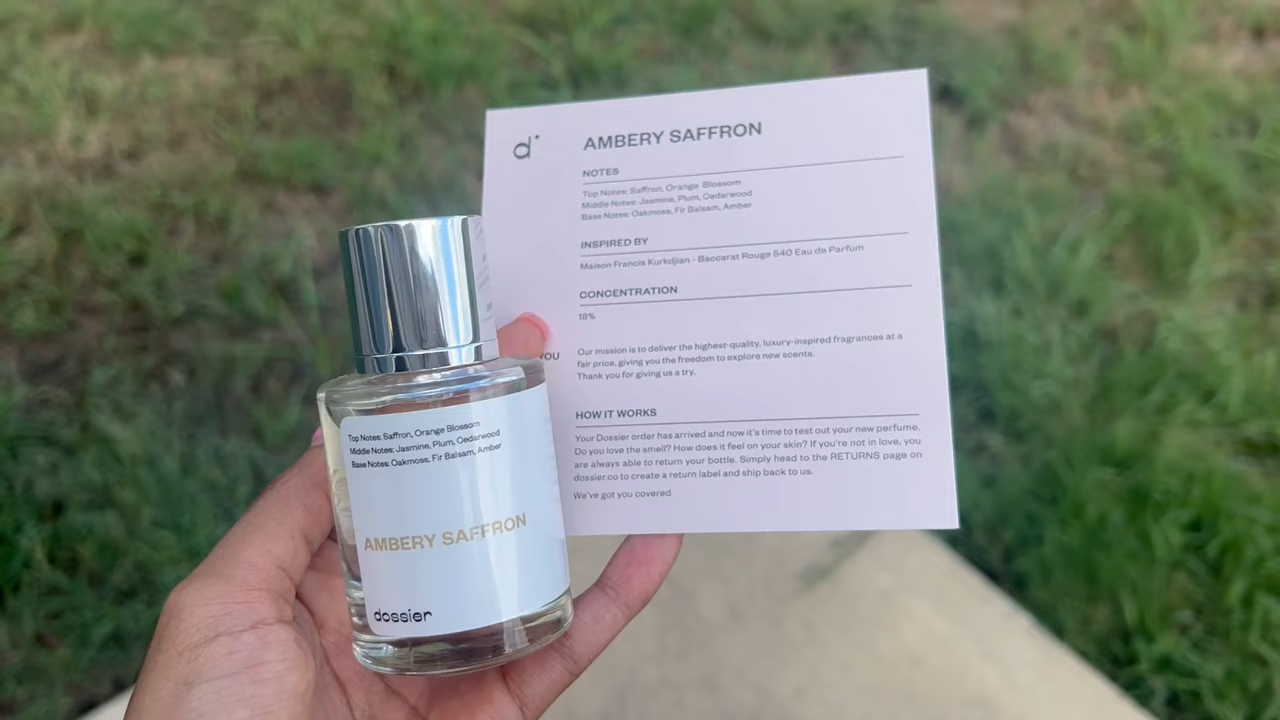 d'
AMBERY SAFFRON
NOTES
Top Notes: Saffron, Orange Blossom
Middle Notes: Jasmine, Plum, Cedarwood
Base Notes: Oakmoss, Fir Balsam, Amber
INSPIRED BY
Maison Francis Kurkdjian - Baccarat Rouge 540 Eau de Parfum
CONCENTRATION
18%
YOU
Our mission is to deliver the highest-quality, luxury-inspired fragrances at a
fair price, giving you the freedom to explore new scents.
Thank you for giving us a try.
HOW IT WORKS
Your Dossier order has arrived and now it's time to test out your new perfume.
Do you love the smell? How does it feel on your skin? If you're not in love, you
are always able to return your bottle. Simply head to the RETURNS page on
dossier.co to create a return label and ship back to us.
We've got you covered.
Top Notes: Saffron, Orange Blossom
Middle Notes: Jasmine, Plum, Cedarwood
Base Notes: Oakmoss, Fir Balsam, Amber
AMBERY SAFFRON
dossier